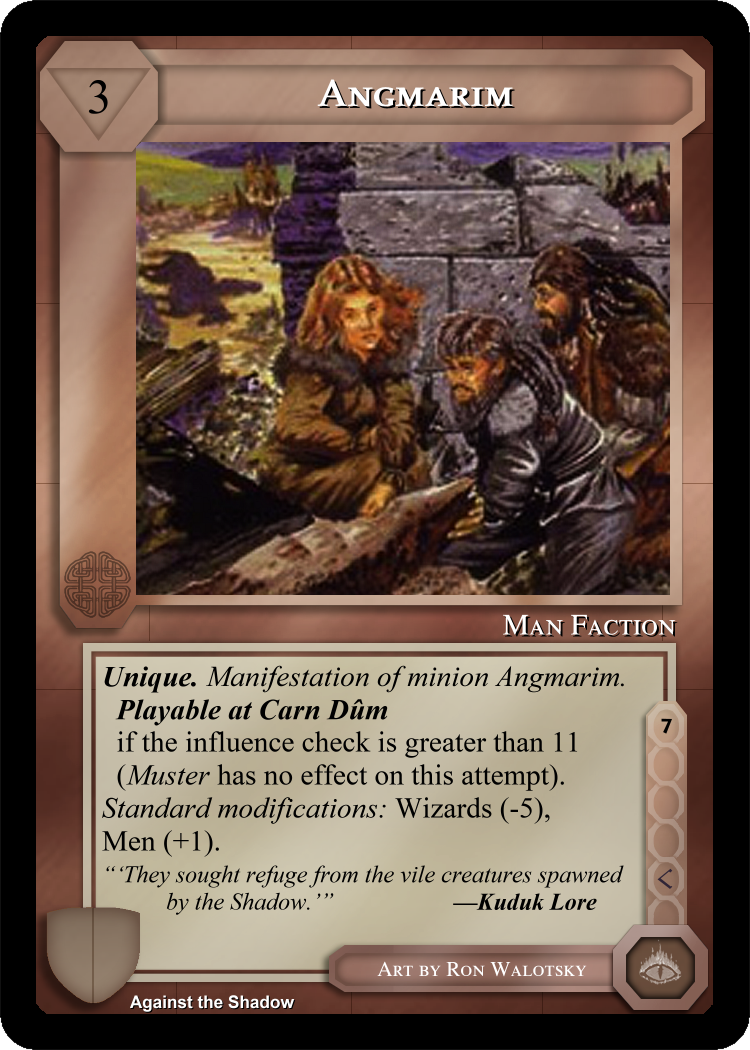 3
Angmarim
Man Faction
Unique. Manifestation of minion Angmarim.
Playable at Carn Dûm
if the influence check is greater than 11
(Muster has no effect on this attempt).
Standard modifications: Wizards (-5),
Men (+1).
7
“‘They sought refuge from the vile creatures spawned
by the Shadow.’” —Kuduk Lore
Art by Ron Walotsky
Against the Shadow